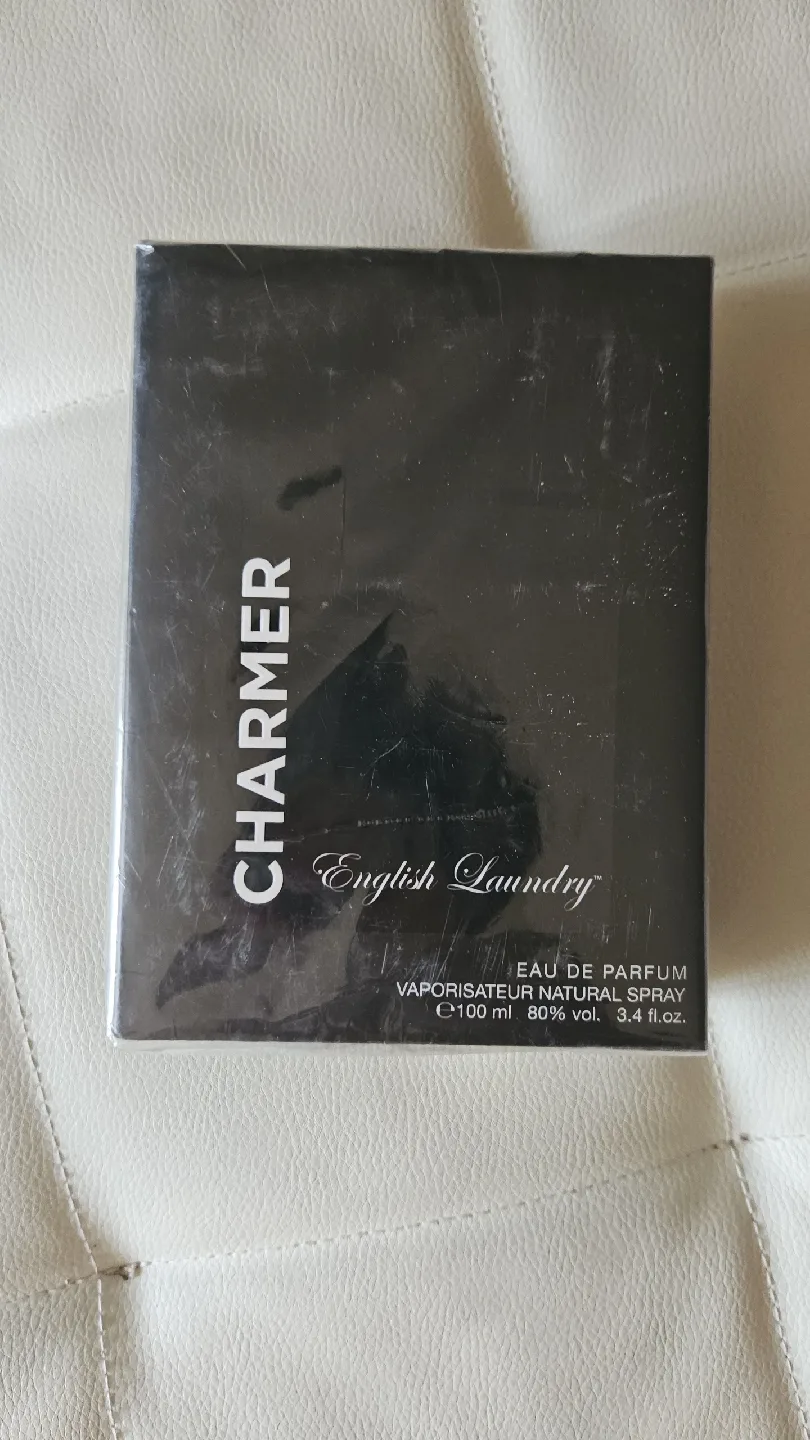 CHARMER
English Laundry™
EAU DE PARFUM
VAPORISATEUR NATURAL SPRAY
℮100 ml 80% vol. 3.4 fl.oz.